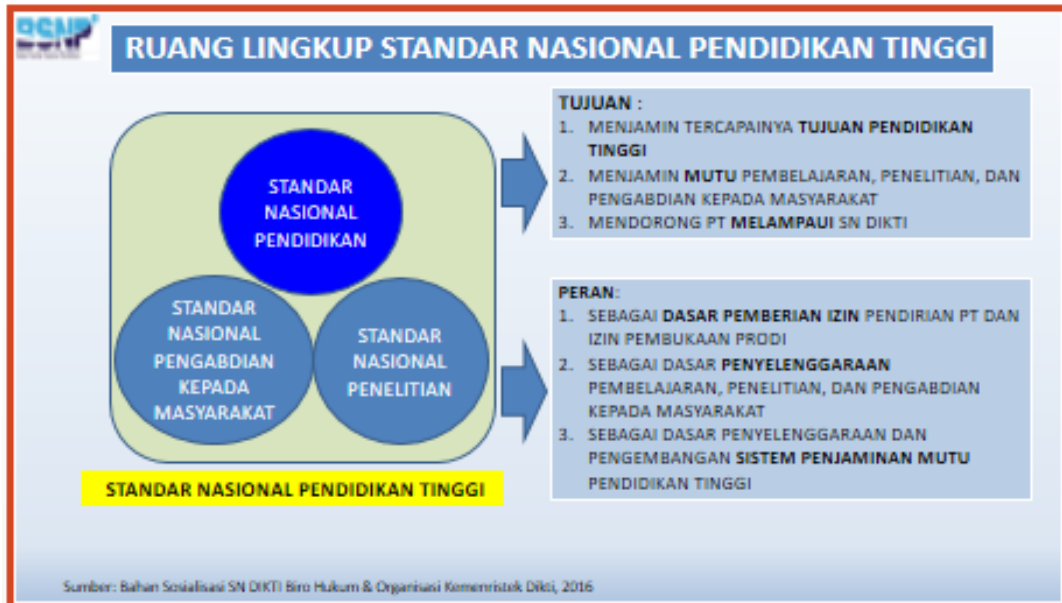 BSNP
RUANG LINGKUP STANDAR NASIONAL PENDIDIKAN TINGGI
STANDAR
NASIONAL
PENDIDIKAN
STANDAR
NASIONAL
PENGABDIAN
KEPADA
MASYARAKAT
STANDAR
NASIONAL
PENELITIAN
STANDAR NASIONAL PENDIDIKAN TINGGI
TUJUAN :
1. MENJAMIN TERCAPAINYA TUJUAN PENDIDIKAN
TINGGI
2. MENJAMIN MUTU PEMBELAJARAN, PENELITIAN, DAN
PENGABDIAN KEPADA MASYARAKAT
3. MENDORONG PT MELAMPAUI SN DIKTI
PERAN:
1. SEBAGAI DASAR PEMBERIAN IZIN PENDIRIAN PT DAN
IZIN PEMBUKAAN PRODI
2. SEBAGAI DASAR PENYELENGGARAAN
PEMBELAJARAN, PENELITIAN, DAN PENGABDIAN
KEPADA MASYARAKAT
3. SEBAGAI DASAR PENYELENGGARAAN DAN
PENGEMBANGAN SISTEM PENJAMINAN MUTU
PENDIDIKAN TINGGI
Sumber: Bahan Sosialisasi SN DIKTI Biro Hukum & Organisasi Kemenristek Dikti, 2016